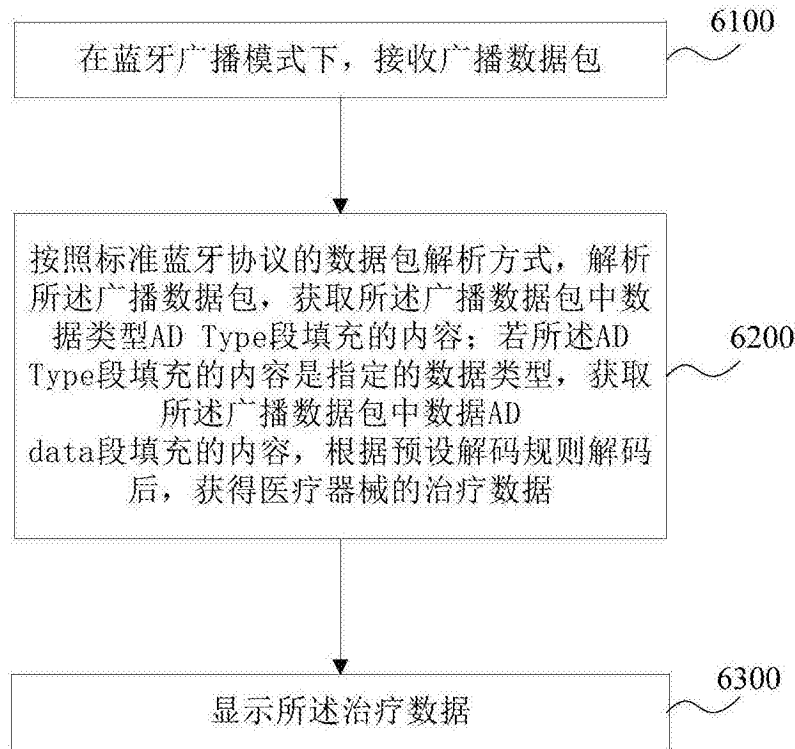 6100
在蓝牙广播模式下，接收广播数据包
按照标准蓝牙协议的数据包解析方式，解析
所述广播数据包，获取所述广播数据包中数
据类型AD Type段填充的内容；若所述AD
Type段填充的内容是指定的数据类型，获取
所述广播数据包中数据AD
data段填充的内容，根据预设解码规则解码
后，获得医疗器械的治疗数据
6200
显示所述治疗数据
6300